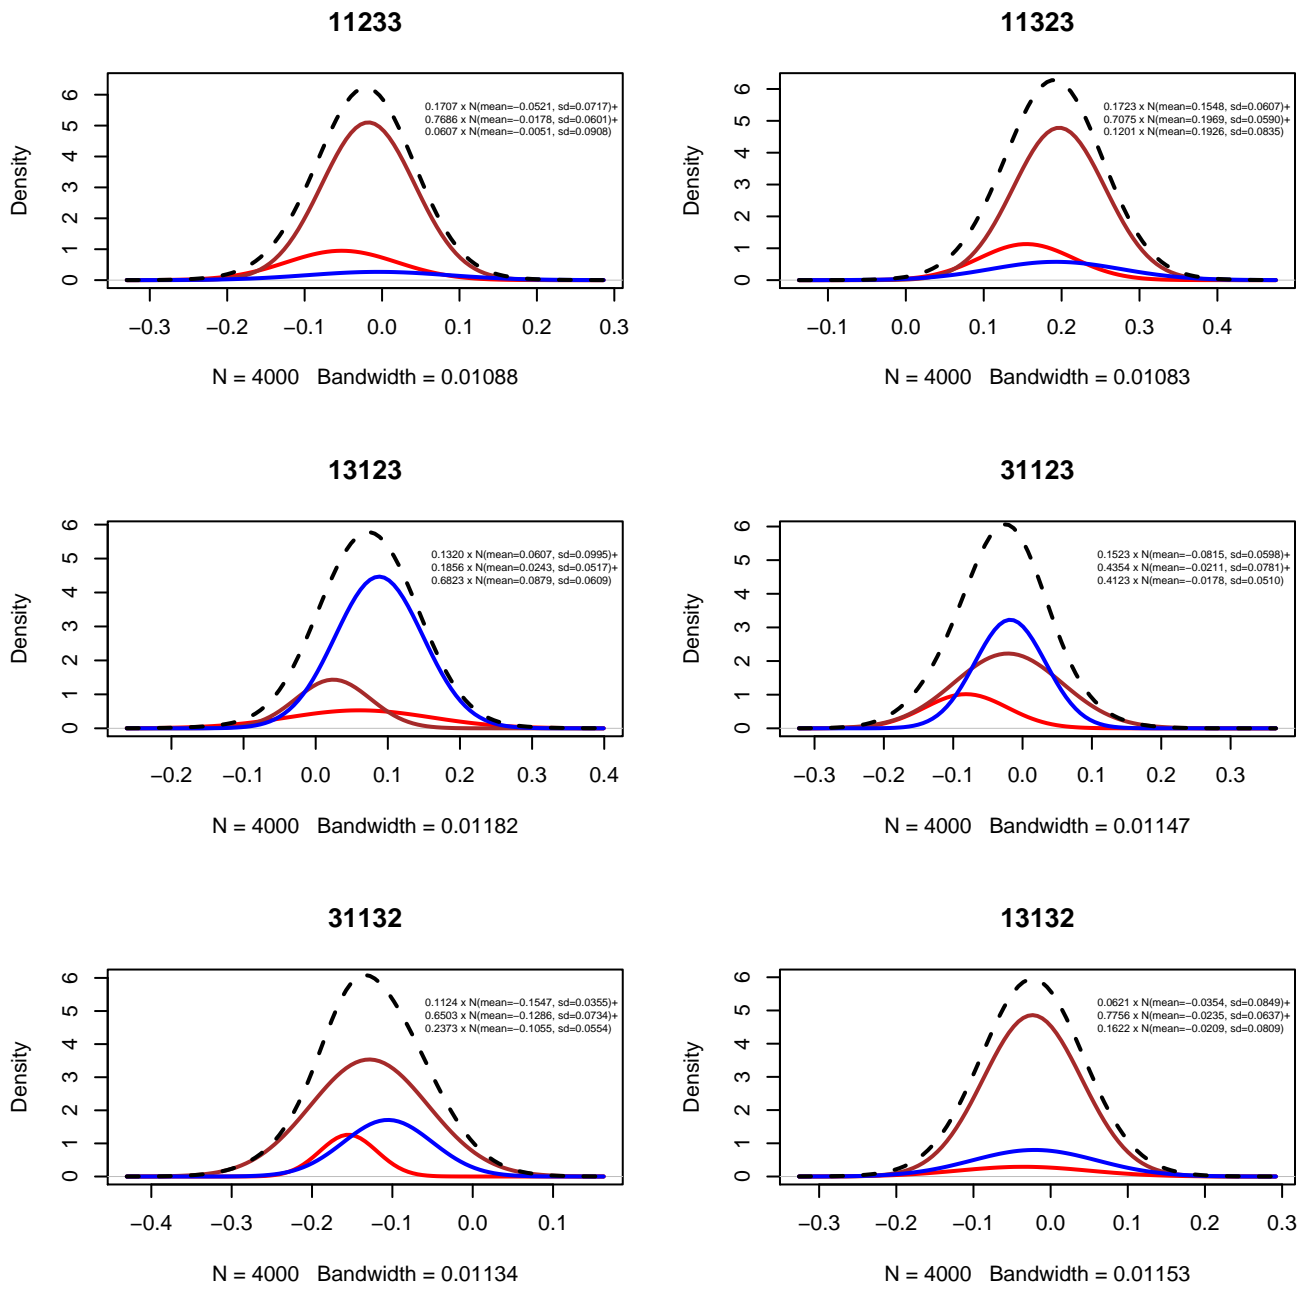 11233
Density
0 1 2 3 4 5 6
0.1707 x N(mean=−0.0521, sd=0.0717)+
0.7686 x N(mean=−0.0178, sd=0.0601)+
0.0607 x N(mean=−0.0051, sd=0.0908)
−0.3 −0.2 −0.1 0.0 0.1 0.2 0.3
N = 4000 Bandwidth = 0.01088
11323
Density
0 1 2 3 4 5 6
0.1723 x N(mean=0.1548, sd=0.0607)+
0.7075 x N(mean=0.1969, sd=0.0590)+
0.1201 x N(mean=0.1926, sd=0.0835)
−0.1 0.0 0.1 0.2 0.3 0.4
N = 4000 Bandwidth = 0.01083
13123
Density
0 1 2 3 4 5 6
0.1320 x N(mean=0.0607, sd=0.0995)+
0.1856 x N(mean=0.0243, sd=0.0517)+
0.6823 x N(mean=0.0879, sd=0.0609)
−0.2 −0.1 0.0 0.1 0.2 0.3 0.4
N = 4000 Bandwidth = 0.01182
31123
Density
0 1 2 3 4 5 6
0.1523 x N(mean=−0.0815, sd=0.0598)+
0.4354 x N(mean=−0.0211, sd=0.0781)+
0.4123 x N(mean=−0.0178, sd=0.0510)
−0.3 −0.2 −0.1 0.0 0.1 0.2 0.3
N = 4000 Bandwidth = 0.01147
31132
Density
0 1 2 3 4 5 6
0.1124 x N(mean=−0.1547, sd=0.0355)+
0.6503 x N(mean=−0.1286, sd=0.0734)+
0.2373 x N(mean=−0.1055, sd=0.0554)
−0.4 −0.3 −0.2 −0.1 0.0 0.1
N = 4000 Bandwidth = 0.01134
13132
Density
0 1 2 3 4 5 6
0.0621 x N(mean=−0.0354, sd=0.0849)+
0.7756 x N(mean=−0.0235, sd=0.0637)+
0.1622 x N(mean=−0.0209, sd=0.0809)
−0.3 −0.2 −0.1 0.0 0.1 0.2 0.3
N = 4000 Bandwidth = 0.01153